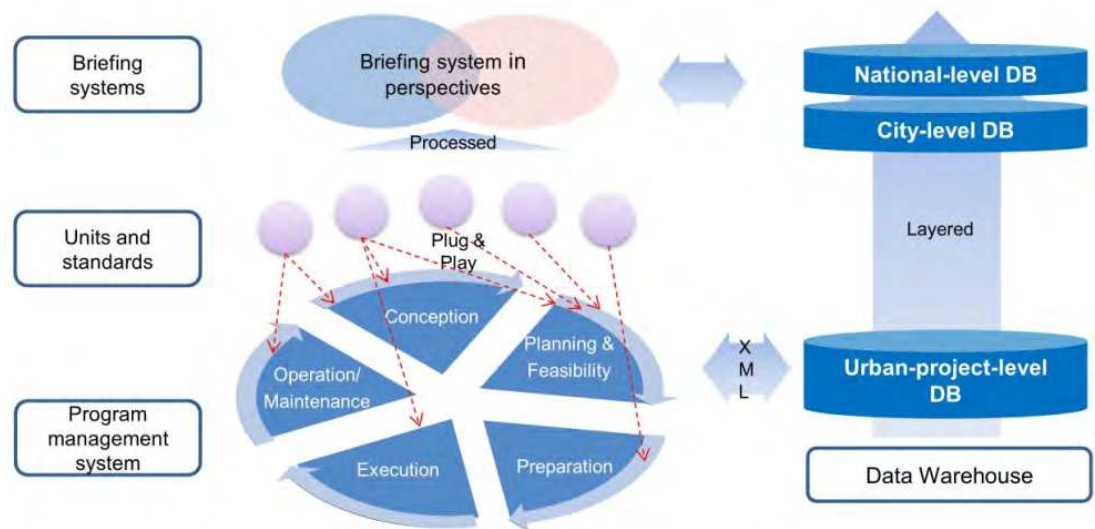 Briefing
systems
Briefing system in
perspectives
Processed
National-level DB
City-level DB
Units and
standards
Plug &
Play
Layered
Conception
Planning &
Feasibility
Operation/
Maintenance
Execution
Preparation
X
M
L
Urban-project-level
DB
Program
management
system
Data Warehouse